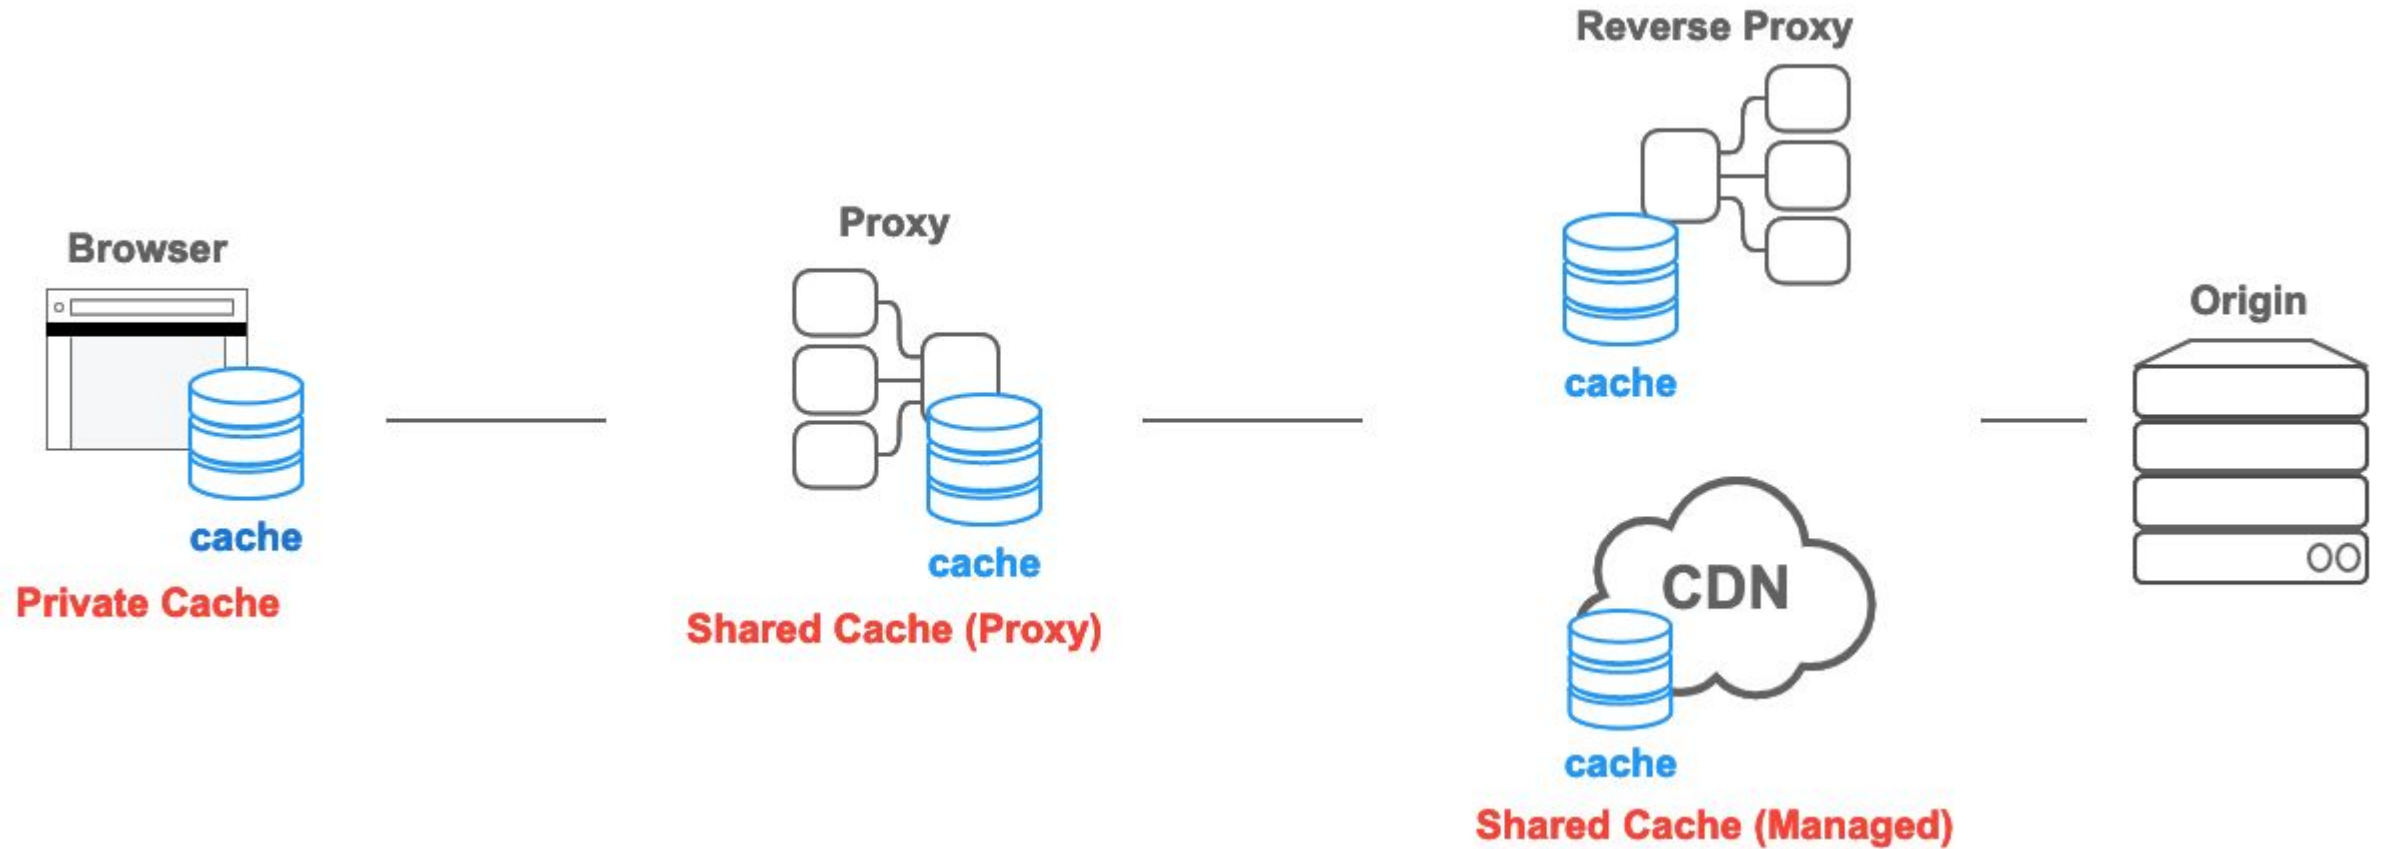 Browser
cache
Private Cache
Proxy
cache
Shared Cache (Proxy)
Reverse Proxy
cache
CDN
cache
Shared Cache (Managed)
Origin